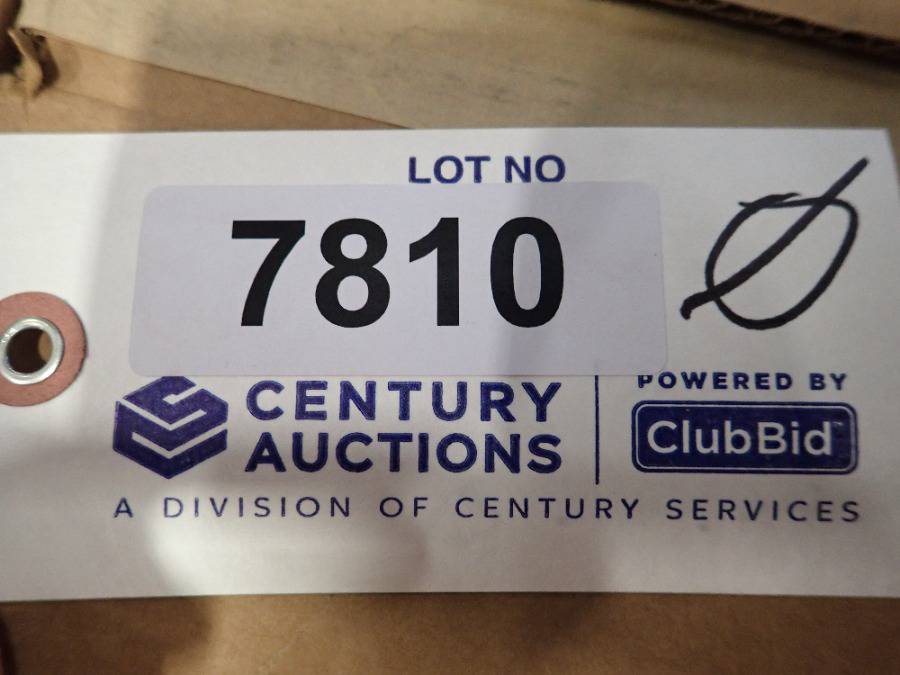 LOT NO
7810
Ø
CENTURY
AUCTIONS
POWERED BY
ClubBid™
A DIVISION OF CENTURY SERVICES